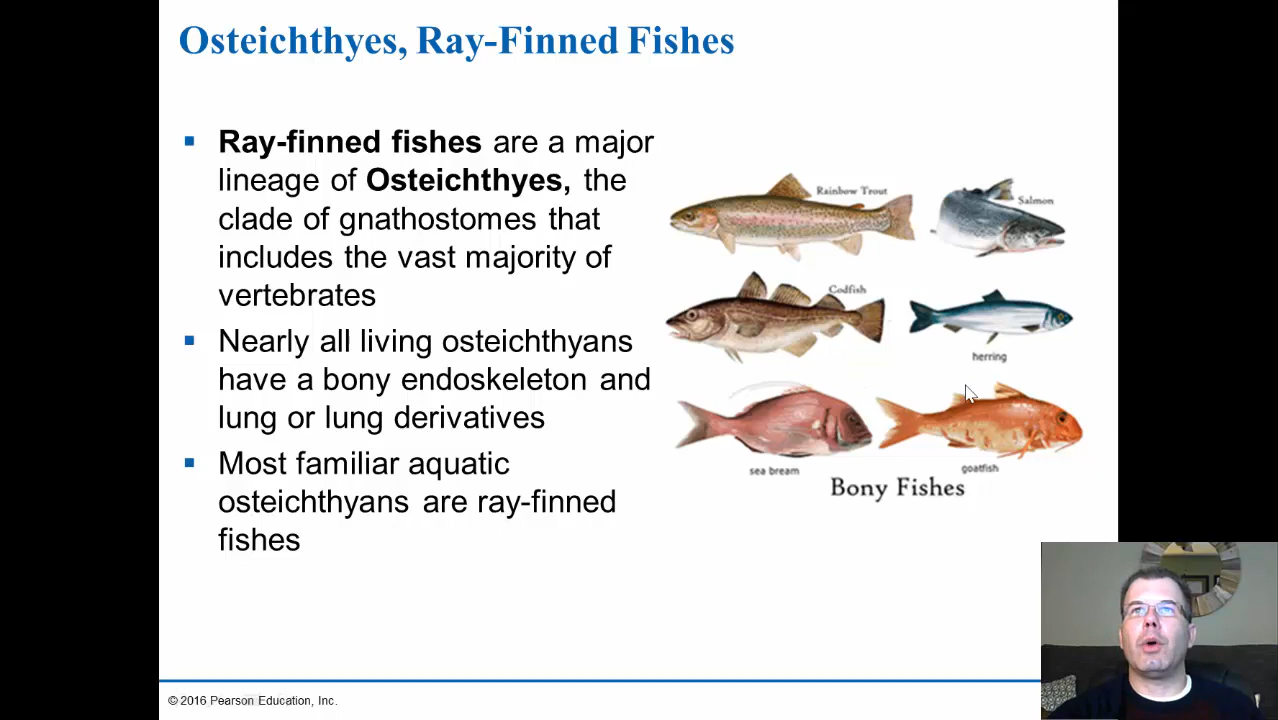 Osteichthyes, Ray-Finned Fishes
▪ Ray-finned fishes are a major
lineage of Osteichthyes, the
clade of gnathostomes that
includes the vast majority of
vertebrates
▪ Nearly all living osteichthyans
have a bony endoskeleton and
lung or lung derivatives
▪ Most familiar aquatic
osteichthyans are ray-finned
fishes
Rainbow Trout
Salmon
Codfish
herring
sea bream
goatfish
Bony Fishes
© 2016 Pearson Education, Inc.